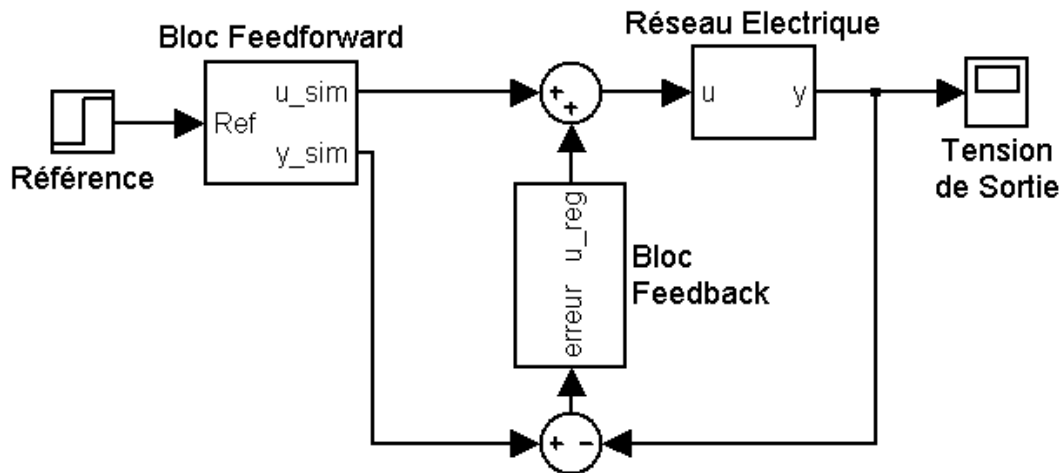 Bloc Feedforward
Réseau Electrique
u_sim
Ref
y_sim
+
+
u
y
Référence
Tension
de Sortie
u_reg
erreur
Bloc
Feedback
+
−